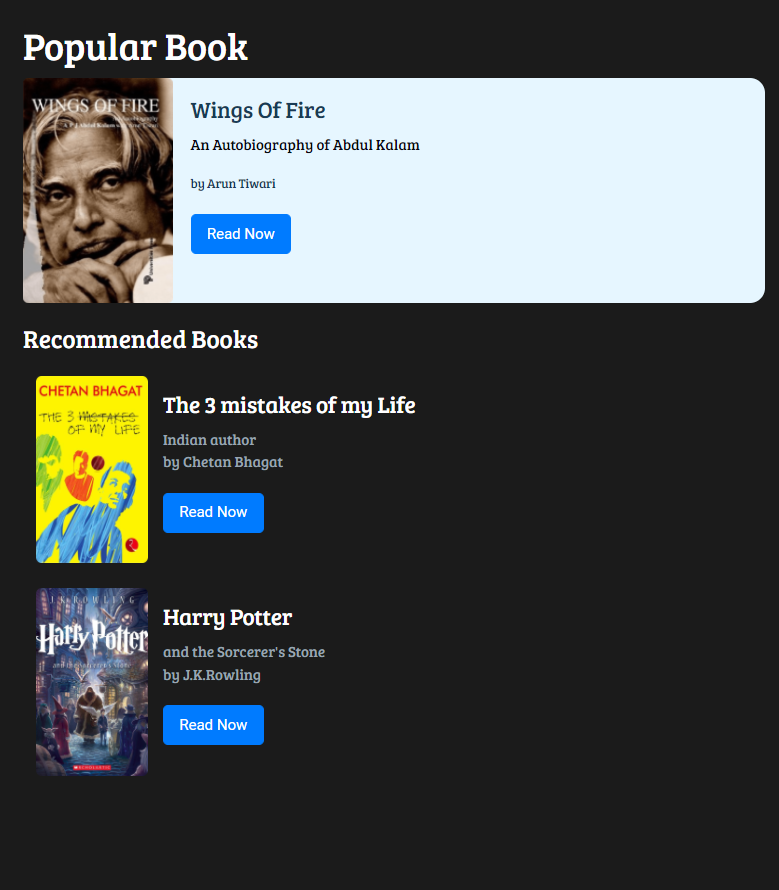 Popular Book
WINGS OF FIRE
Wings Of Fire
An Autobiography of Abdul Kalam
by Arun Tiwari
Read Now
Recommended Books
CHETAN BHAGAT
THE 3 MISTAKES
OF MY LIFE
The 3 mistakes of my Life
Indian author
by Chetan Bhagat
Read Now
J.K.ROWLING
Harry Potter
and the Sorcerer's Stone
SCHOLASTIC
Harry Potter
and the Sorcerer's Stone
by J.K.Rowling
Read Now